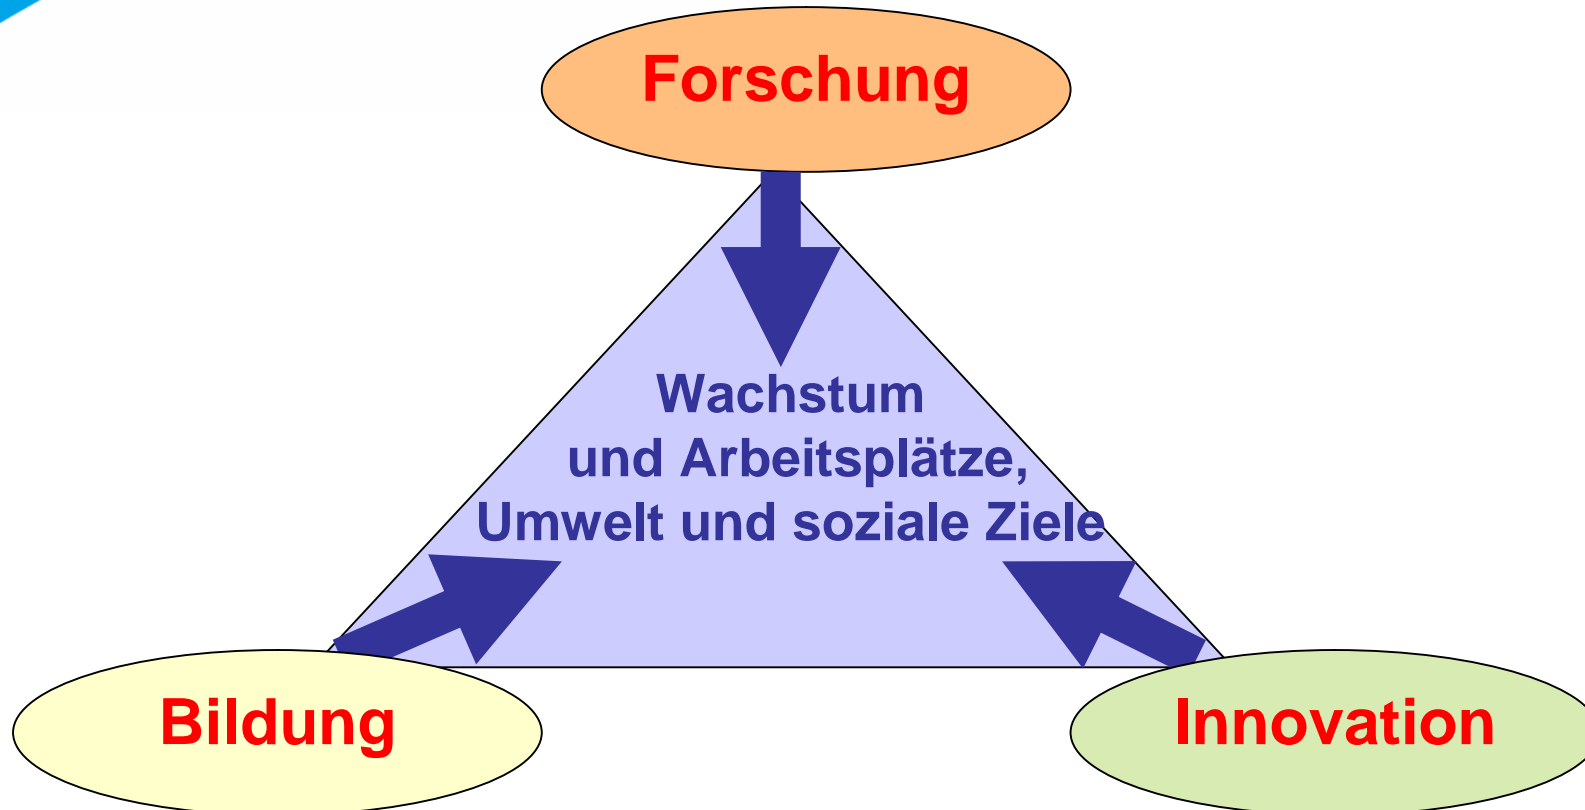 Forschung
Wachstum
und Arbeitsplätze,
Umwelt und soziale Ziele
Bildung
Innovation